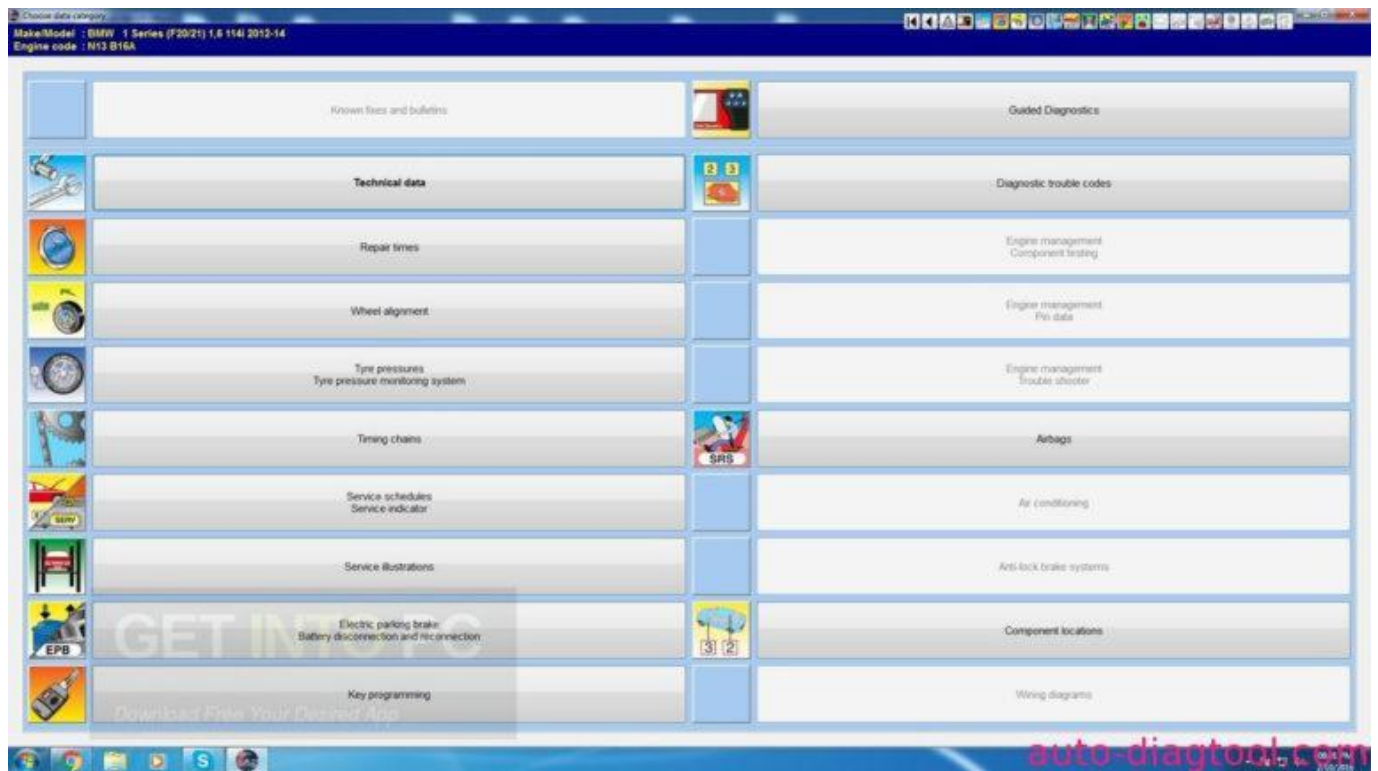 Choose data category
Make/Model : BMW 1 Series (F20/21) 1,6 114i 2012-14
Engine code : N13 B16A
Known fixes and bulletins
Guided Diagnostics
Technical data
2 3
Diagnostic trouble codes
Repair times
Engine management
Component testing
Wheel alignment
Engine management
Pin data
Tyre pressures
Tyre pressure monitoring system
Engine management
Trouble shooter
Timing chains
SRS
Airbags
SERV
Service schedules
Service indicator
Air conditioning
Service illustrations
Anti-lock brake systems
EPB
Electric parking brake
Battery disconnection and reconnection
3 2
Component locations
GET INTO PC
Key programming
Wiring diagrams
Download Free Your Desired App
auto-diagtool.com